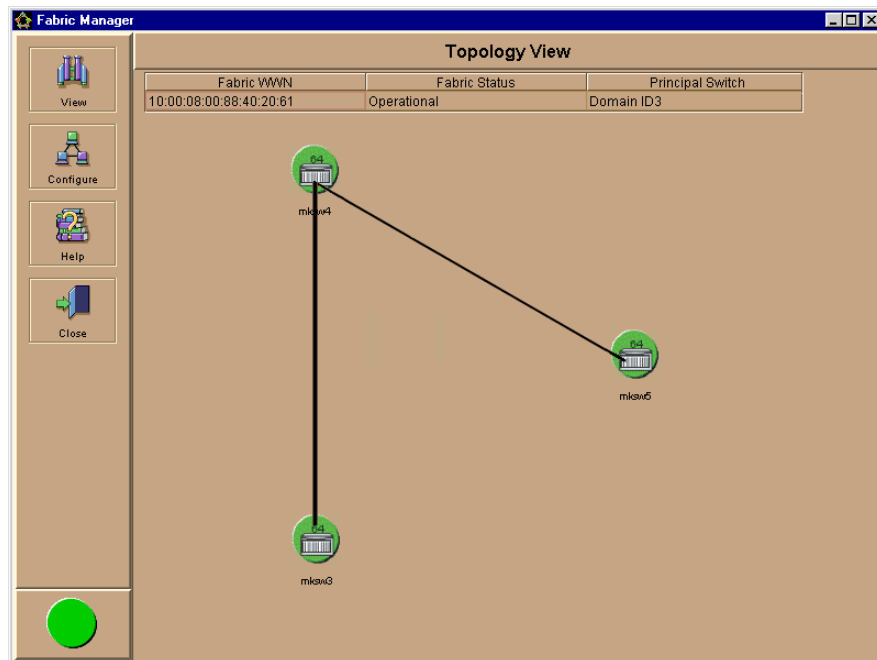 Fabric Manager
Topology View
View
Configure
Help
Close
Fabric WWN Fabric Status Principal Switch
10:00:08:00:88:40:20:61 Operational Domain ID3
64
mksw4
64
mksw5
64
mksw3